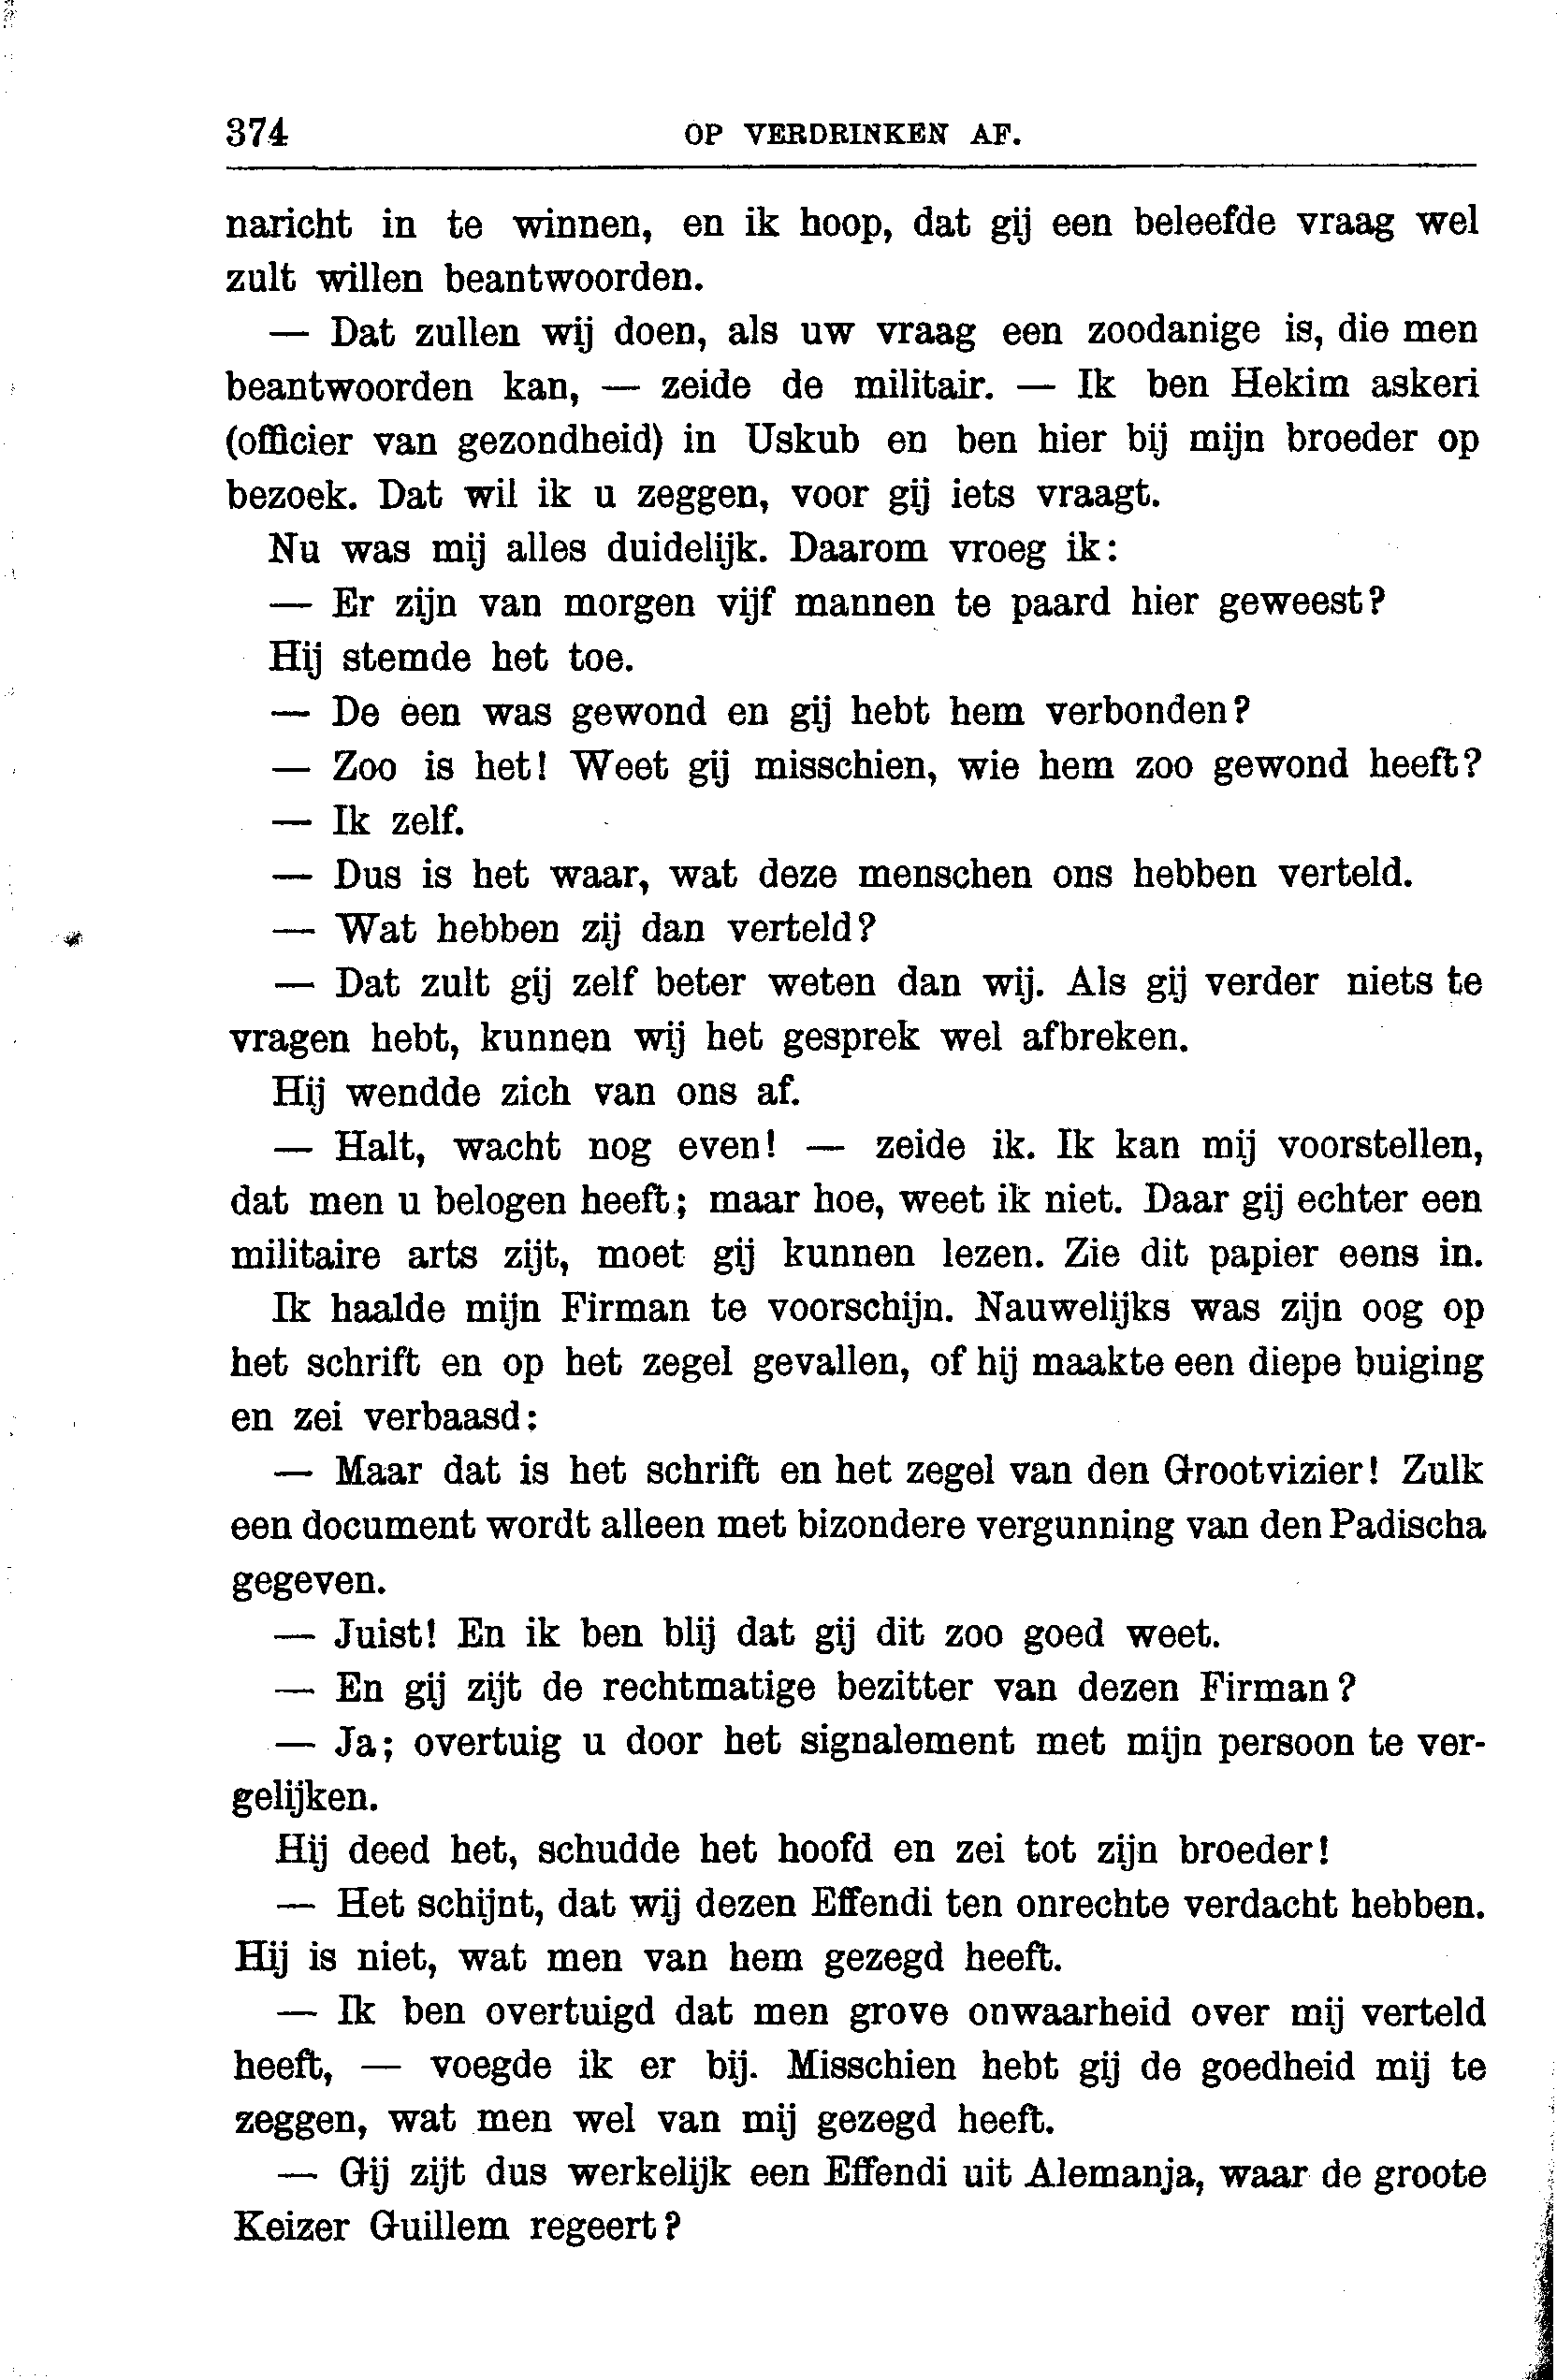 374 OP VERDRINKEN AF.
naricht in te winnen, en ik hoop, dat gij een beleefde vraag wel
zult willen beantwoorden.
— Dat zullen wij doen, als uw vraag een zoodanige is, die men
beantwoorden kan, — zeide de militair. — Ik ben Hekim askeri
(officier van gezondheid) in Uskub en ben hier bij mijn broeder op
bezoek. Dat wil ik u zeggen, voor gij iets vraagt.
Nu was mij alles duidelijk. Daarom vroeg ik:
— Er zijn van morgen vijf mannen te paard hier geweest?
Hij stemde het toe.
— De een was gewond en gij hebt hem verbonden?
— Zoo is het! Weet gij misschien, wie hem zoo gewond heeft?
— Ik zelf.
— Dus is het waar, wat deze menschen ons hebben verteld.
— Wat hebben zij dan verteld?
— Dat zult gij zelf beter weten dan wij. Als gij verder niets te
vragen hebt, kunnen wij het gesprek wel afbreken.
Hij wendde zich van ons af.
— Halt, wacht nog even! — zeide ik. Ik kan mij voorstellen,
dat men u belogen heeft; maar hoe, weet ik niet. Daar gij echter een
militaire arts zijt, moet gij kunnen lezen. Zie dit papier eens in.
Ik haalde mijn Firman te voorschijn. Nauwelijks was zijn oog op
het schrift en op het zegel gevallen, of hij maakte een diepe buiging
en zei verbaasd:
— Maar dat is het schrift en het zegel van den Grootvizier! Zulk
een document wordt alleen met bizondere vergunning van den Padischa
gegeven.
— Juist! En ik ben blij dat gij dit zoo goed weet.
— En gij zijt de rechtmatige bezitter van dezen Firman?
— Ja; overtuig u door het signalement met mijn persoon te ver-
gelijken.
Hij deed het, schudde het hoofd en zei tot zijn broeder!
— Het schijnt, dat wij dezen Effendi ten onrechte verdacht hebben.
Hij is niet, wat men van hem gezegd heeft.
— Ik ben overtuigd dat men grove onwaarheid over mij verteld
heeft, — voegde ik er bij. Misschien hebt gij de goedheid mij te
zeggen, wat men wel van mij gezegd heeft.
— Gij zijt dus werkelijk een Effendi uit Alemanja, waar de groote
Keizer Guillem regeert?